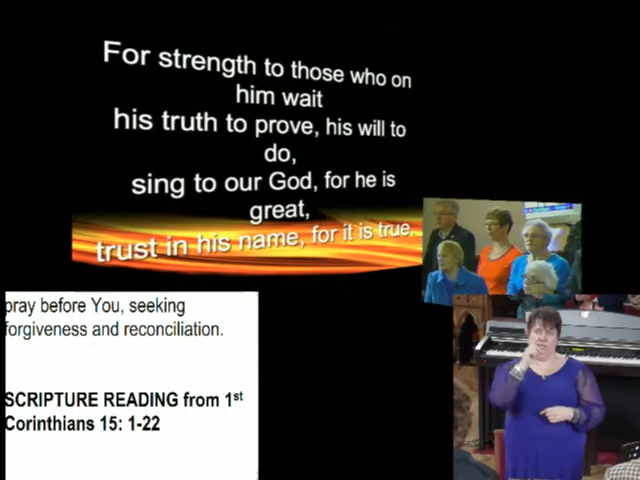 For strength to those who on
him wait
his truth to prove, his will to
do,
sing to our God, for he is
great,
trust in his name, for it is true.
pray before You, seeking
forgiveness and reconciliation.
SCRIPTURE READING from 1st
Corinthians 15: 1-22